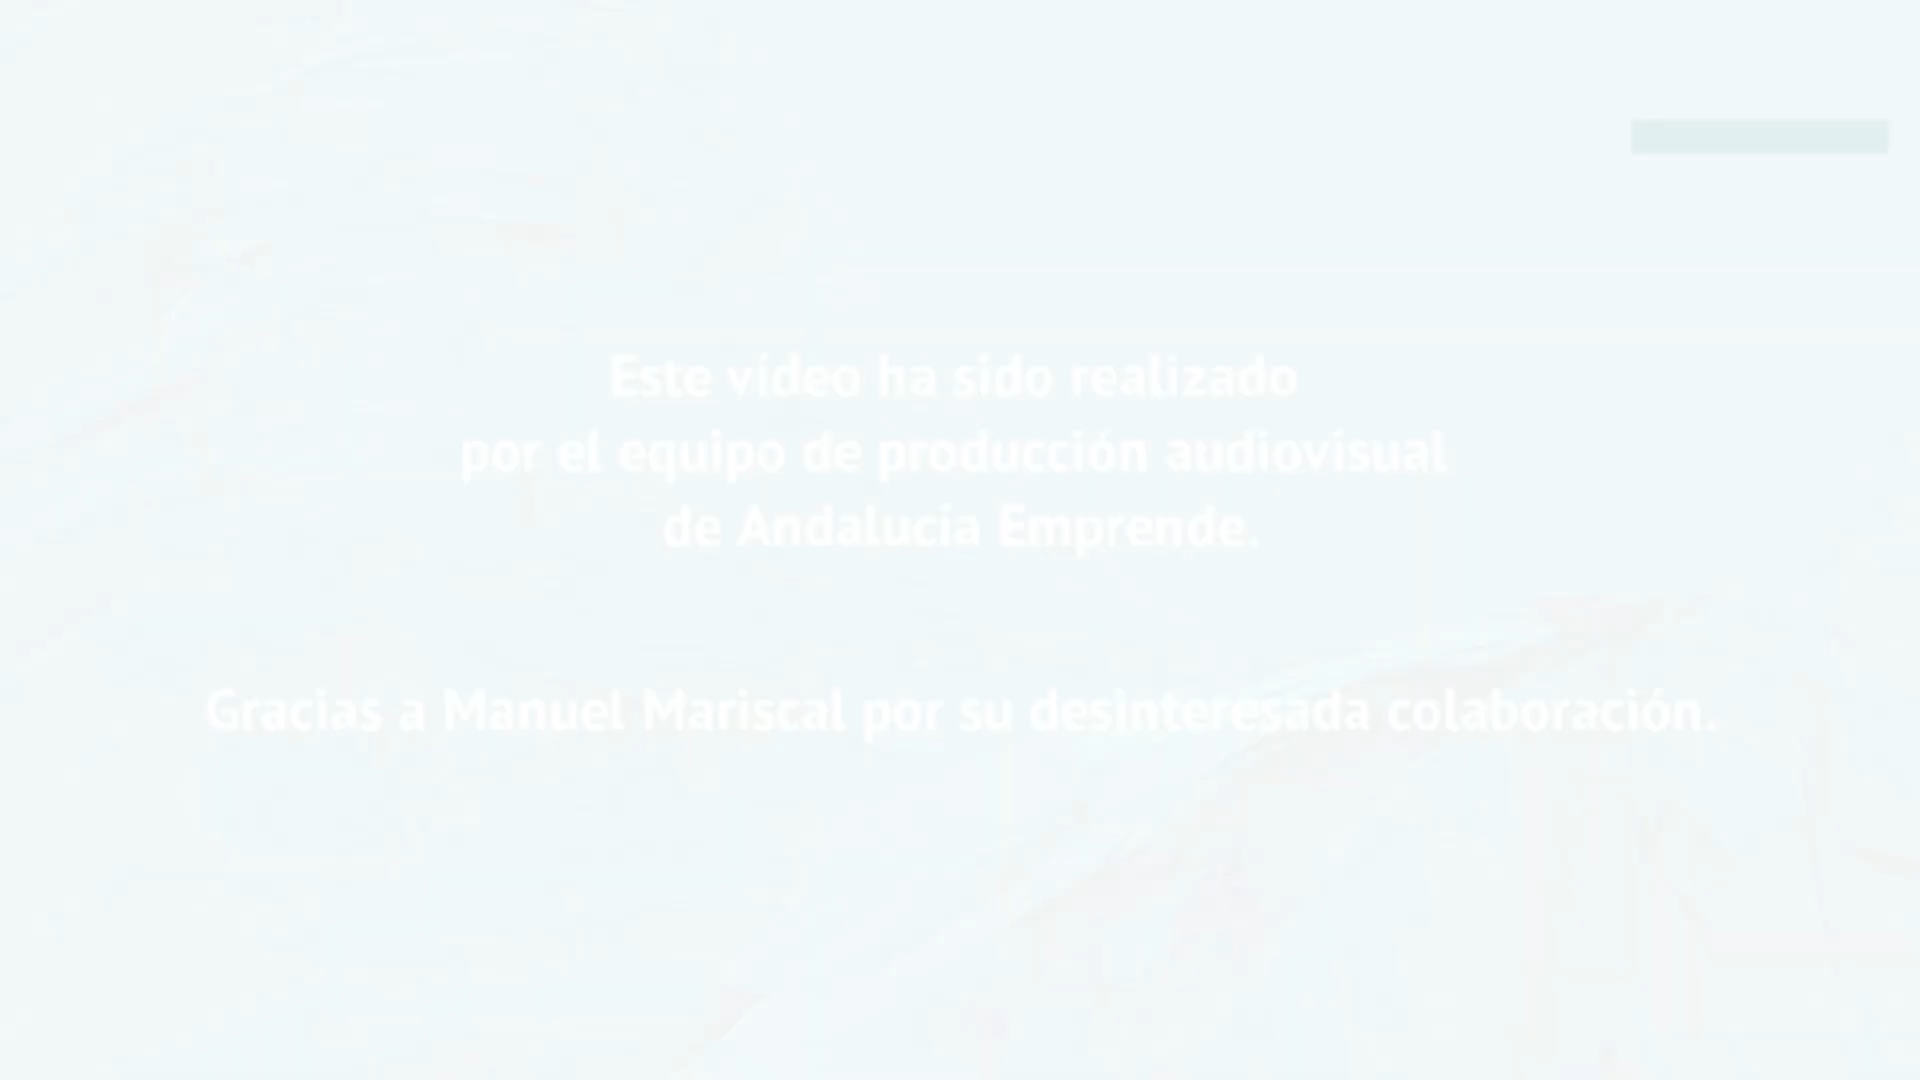 Este vídeo ha sido realizado
por el equipo de producción audiovisual
de Andalucía Emprende.
Gracias a Manuel Mariscal por su desinteresada colaboración.